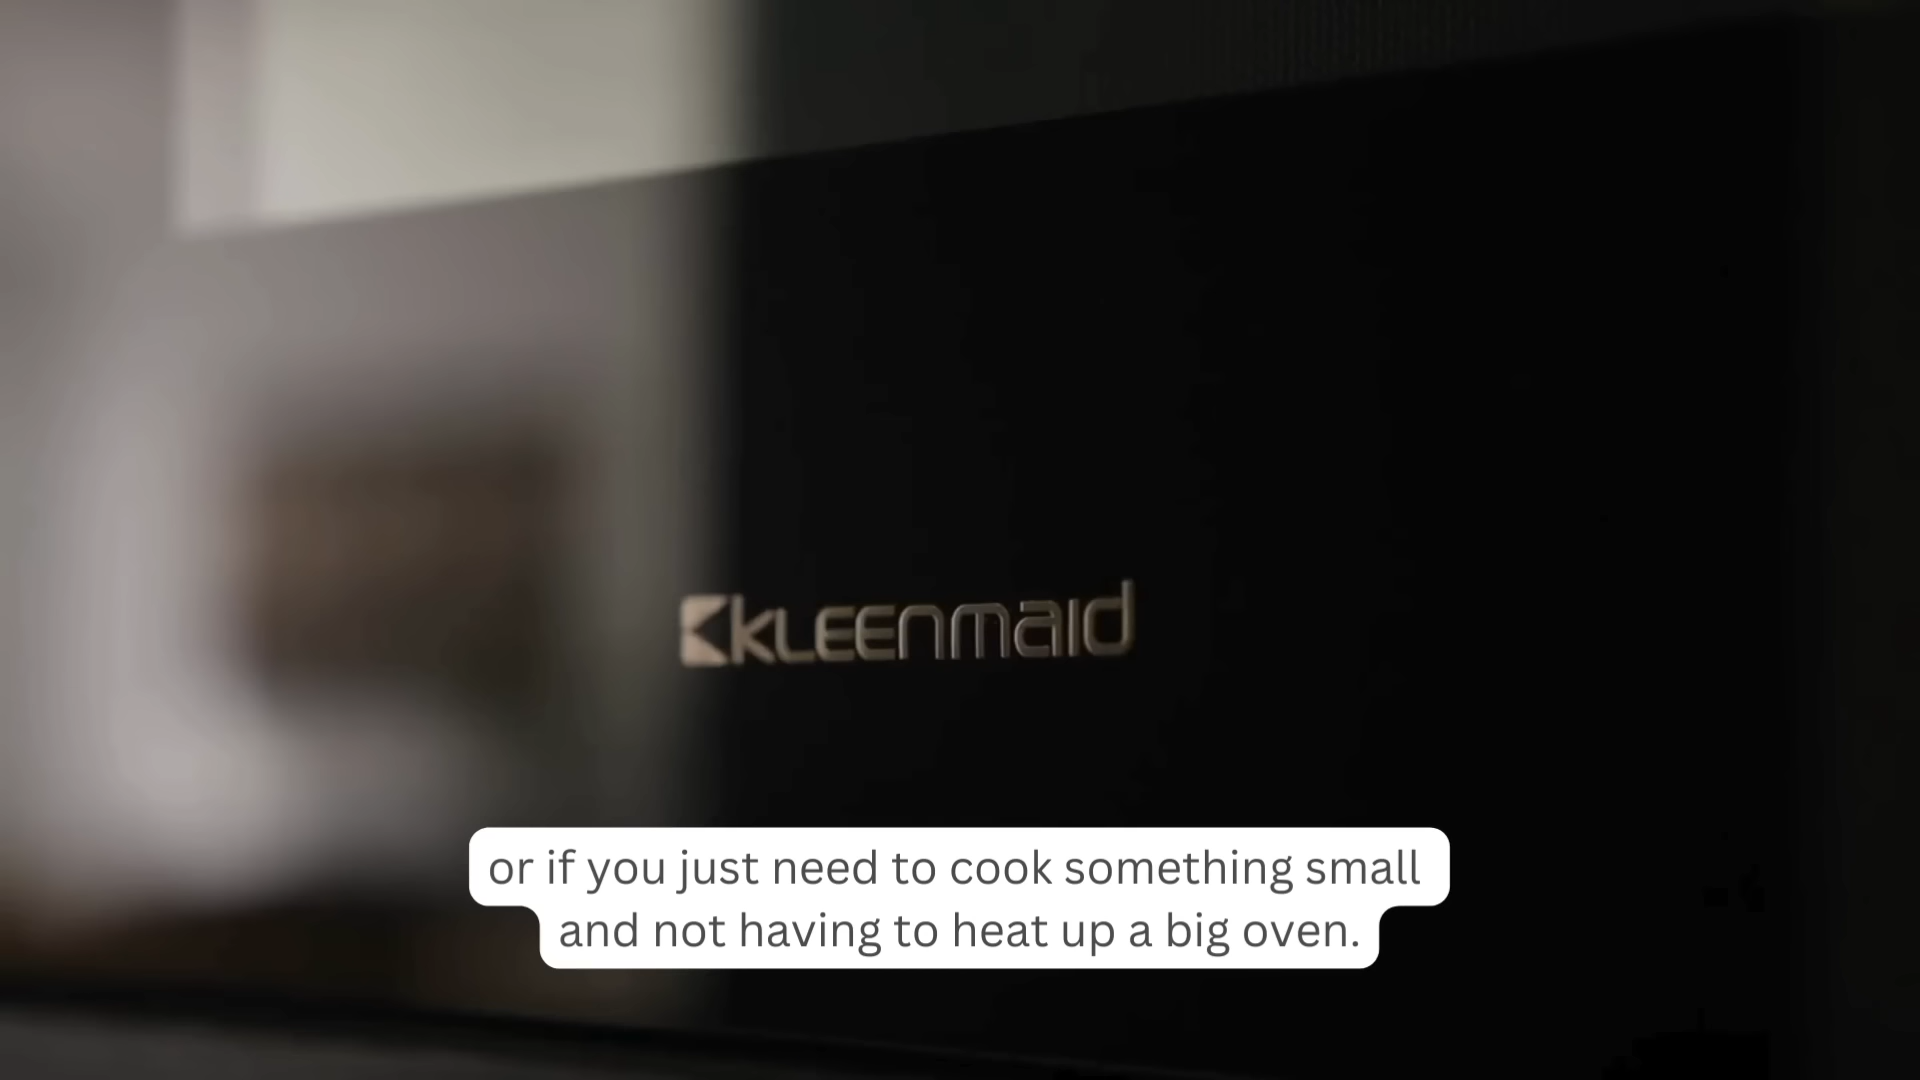 KLEENMAID
or if you just need to cook something small
and not having to heat up a big oven.